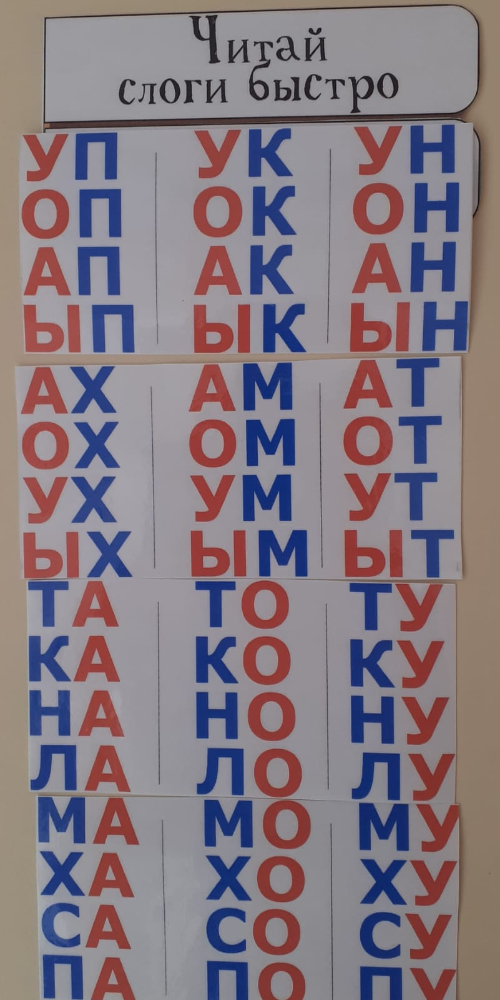 Читай
слоги быстро
УП УК УН
ОП ОК ОН
АП АК АН
ЫП ЫК ЫН
АХ АМ АТ
ОХ ОМ ОТ
УХ УМ УТ
ЫХ ЫМ ЫТ
ТА ТО ТУ
КА КО КУ
НА НО НУ
ЛА ЛО ЛУ
МА МО МУ
ХА ХО ХУ
СА СО СУ
ПА ПО ПУ